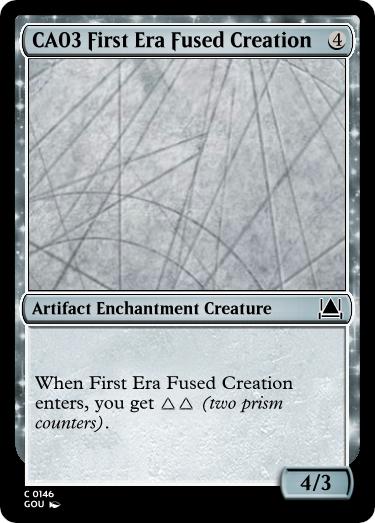 CA03 First Era Fused Creation 4
Artifact Enchantment Creature
When First Era Fused Creation
enters, you get △△ (two prism
counters).
4/3
C 0146
GOU